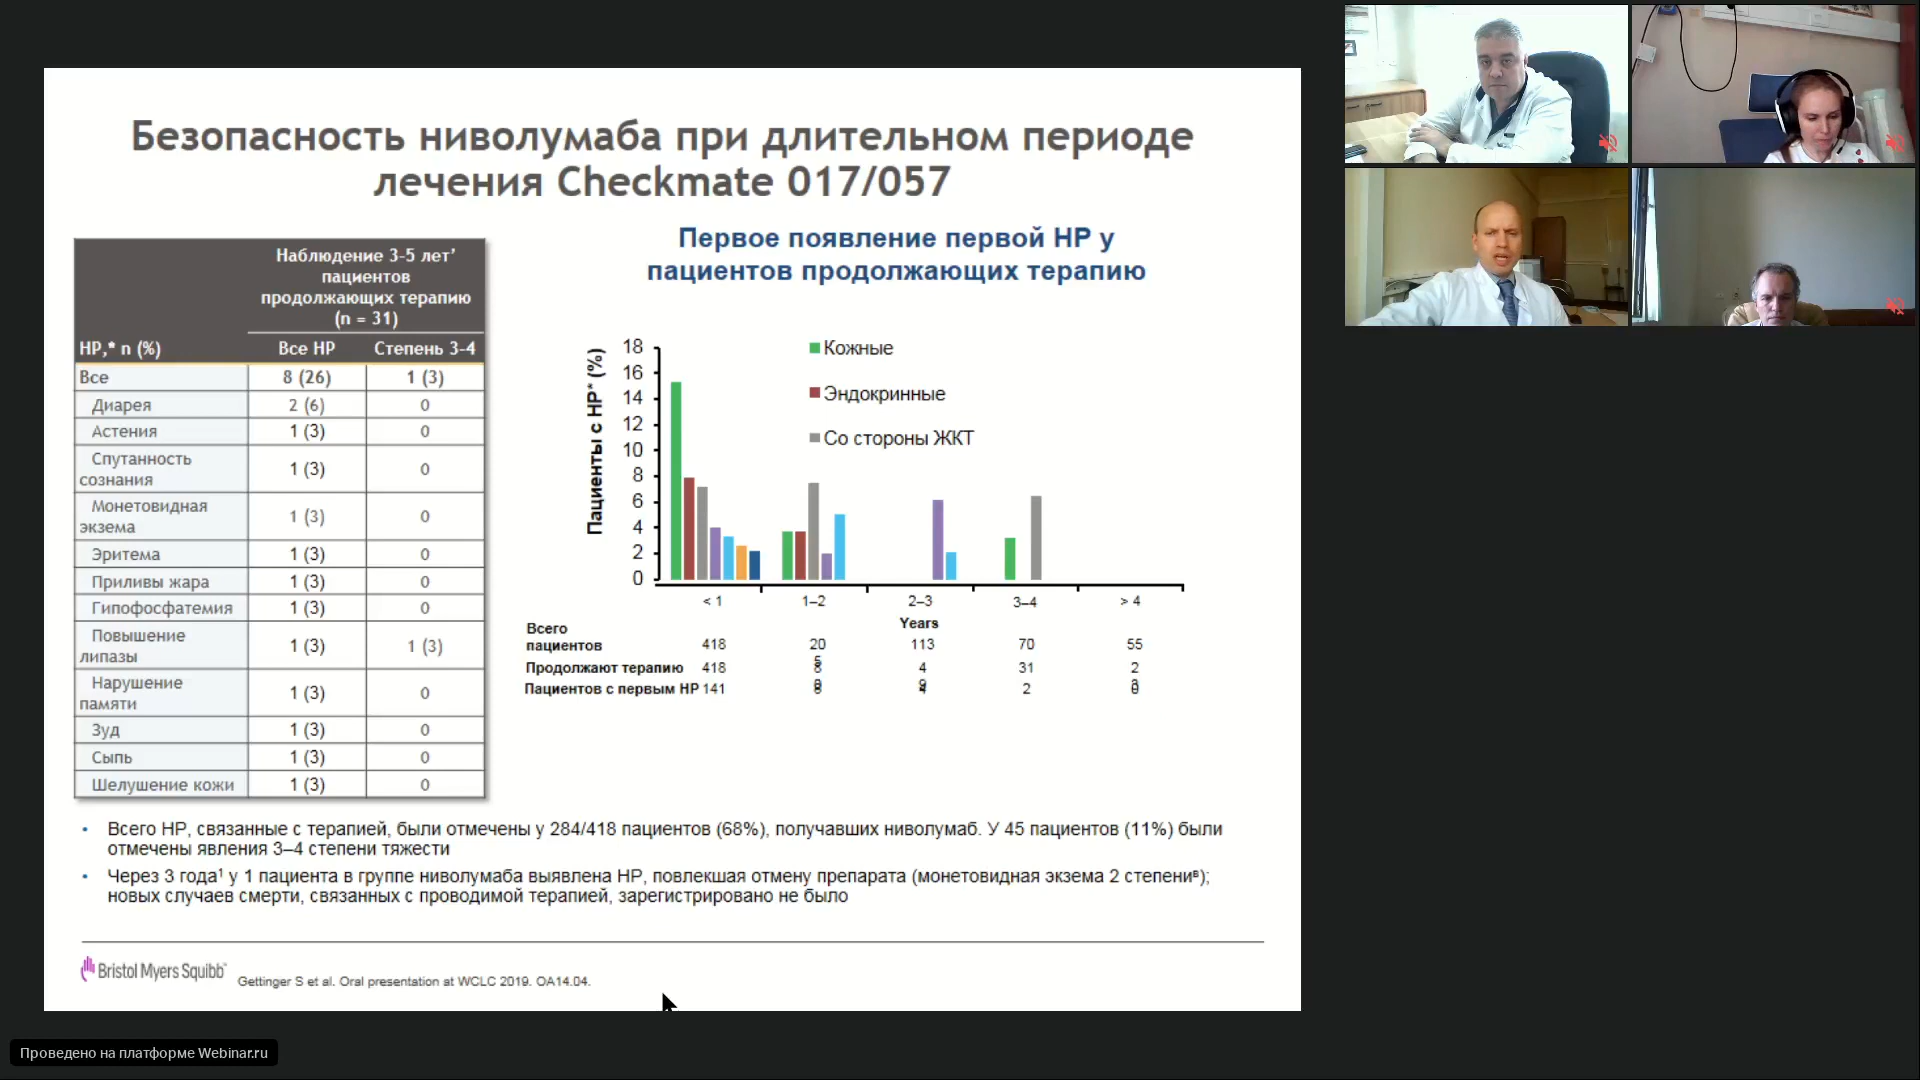 Безопасность ниволумаба при длительном периоде
лечения Checkmate 017/057
НР,* n (%)
Наблюдение 3-5 лет’
пациентов
продолжающих терапию
(n = 31)
Все НР
Степень 3-4
Все 8 (26) 1 (3)
Диарея 2 (6) 0
Астения 1 (3) 0
Спутанность
сознания 1 (3) 0
Монетовидная
экзема 1 (3) 0
Эритема 1 (3) 0
Приливы жара 1 (3) 0
Гипофосфатемия 1 (3) 0
Повышение
липазы 1 (3) 1 (3)
Нарушение
памяти 1 (3) 0
Зуд 1 (3) 0
Сыпь 1 (3) 0
Шелушение кожи 1 (3) 0
Первое появление первой НР у
пациентов продолжающих терапию
Пациенты с НР* (%)
18
16
14
12
10
8
6
4
2
0
Кожные
Эндокринные
Со стороны ЖКТ
< 1 1–2 2–3 3–4 > 4
Years
Всего
пациентов 418 20 113 70 55
Продолжают терапию 418 4 31 2
Пациентов с первым НР 141 2
Всего НР, связанные с терапией, были отмечены у 284/418 пациентов (68%), получавших ниволумаб. У 45 пациентов (11%) были
отмечены явления 3–4 степени тяжести
Через 3 года¹ у 1 пациента в группе ниволумаба выявлена НР, повлекшая отмену препарата (монетовидная экзема 2 степениᵃ);
новых случаев смерти, связанных с проводимой терапией, зарегистрировано не было
Bristol Myers Squibb™
Gettinger S et al. Oral presentation at WCLC 2019. OA14.04.
Проведено на платформе Webinar.ru